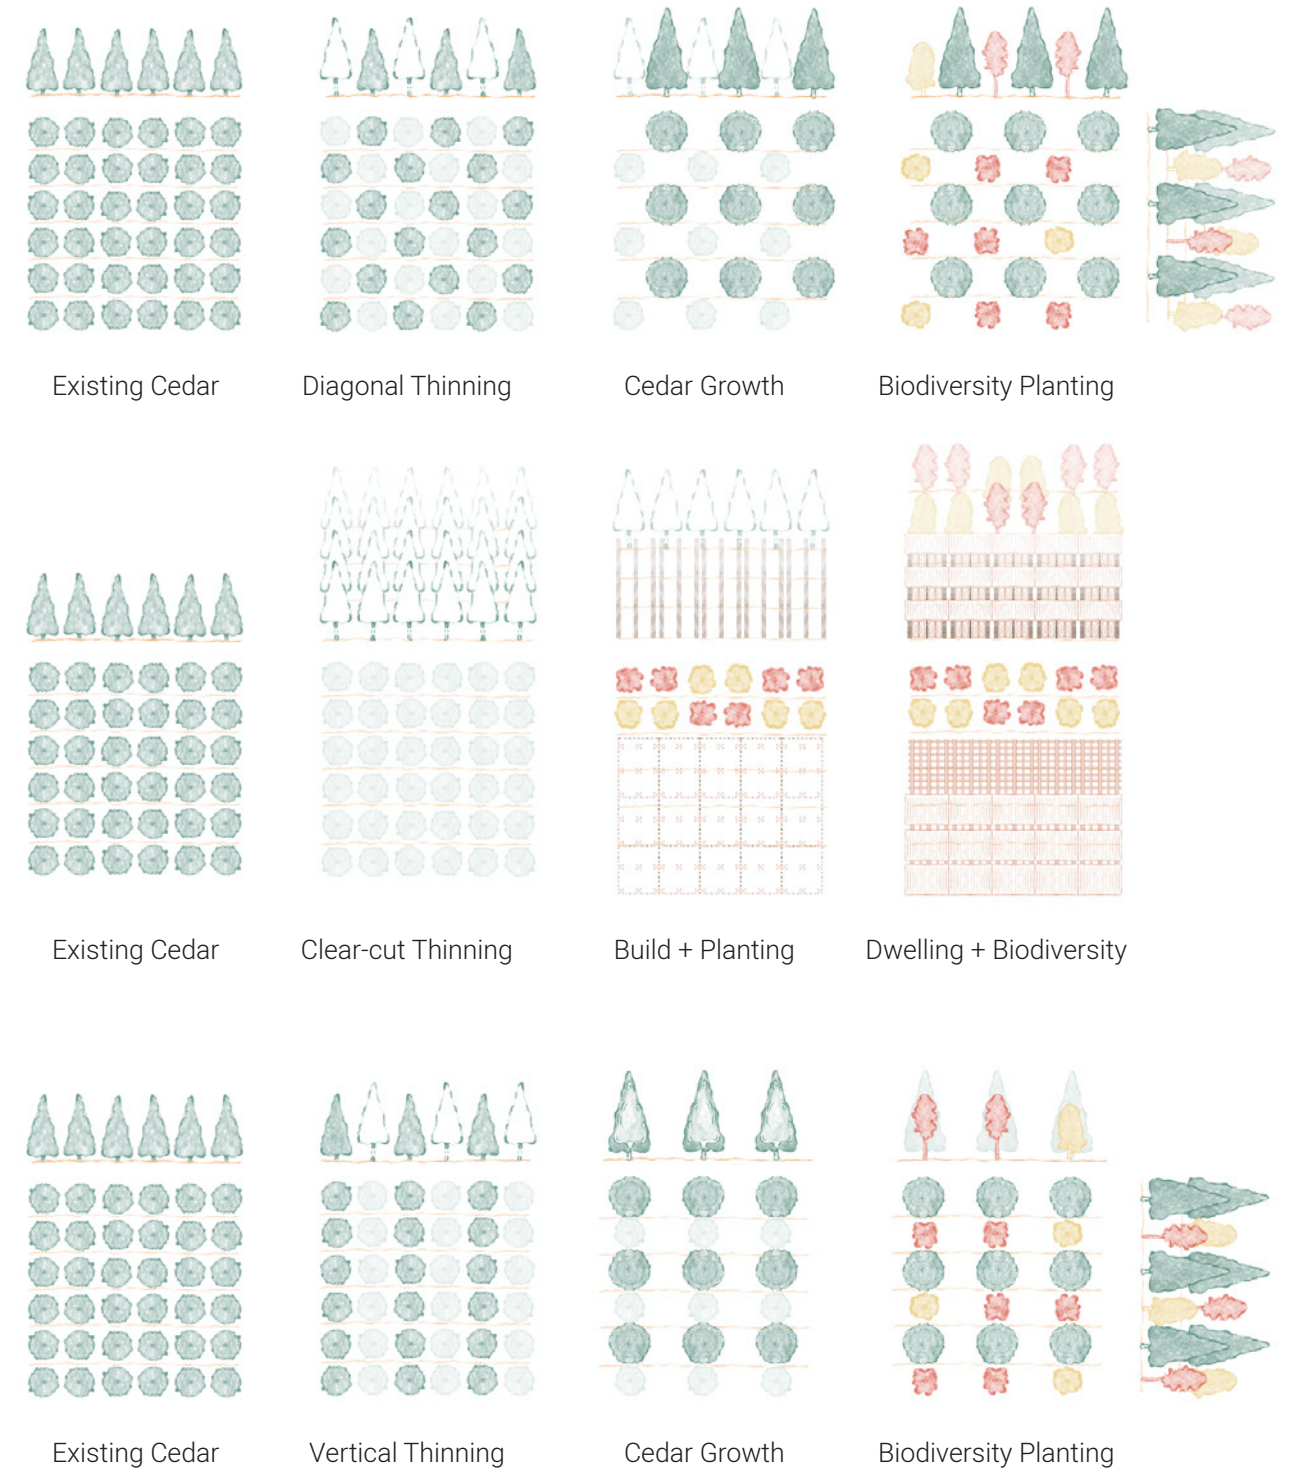 Existing Cedar
Diagonal Thinning
Cedar Growth
Biodiversity Planting
Existing Cedar
Clear-cut Thinning
Build + Planting
Dwelling + Biodiversity
Existing Cedar
Vertical Thinning
Cedar Growth
Biodiversity Planting